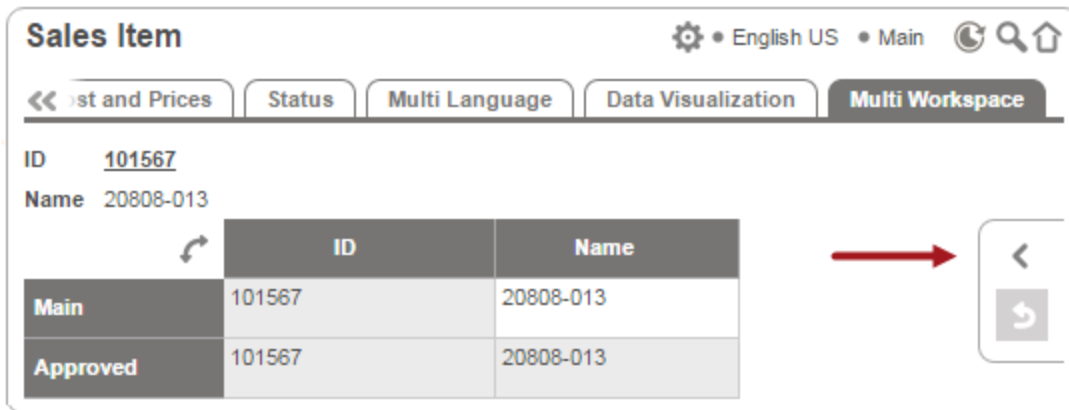 Sales Item
English US
Main
st and Prices
Status
Multi Language
Data Visualization
Multi Workspace
ID 101567
Name 20808-013
ID Name
Main 101567 20808-013
Approved 101567 20808-013